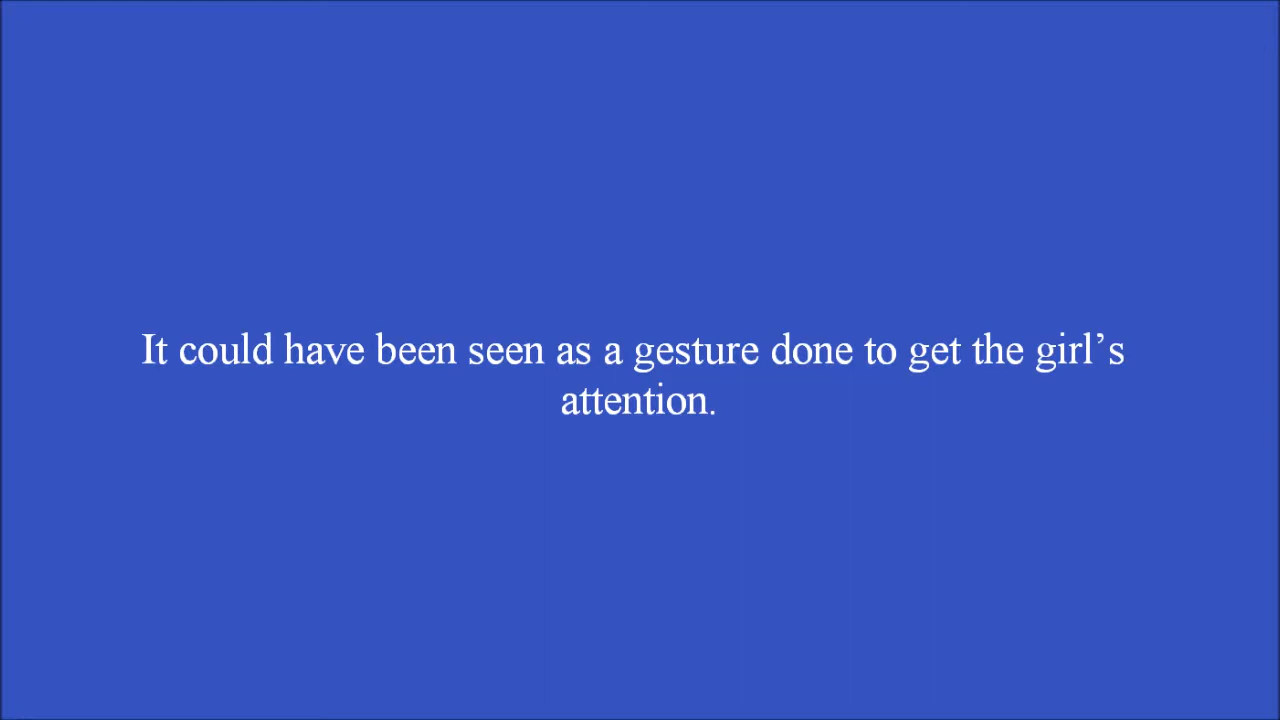 It could have been seen as a gesture done to get the girl’s
attention.